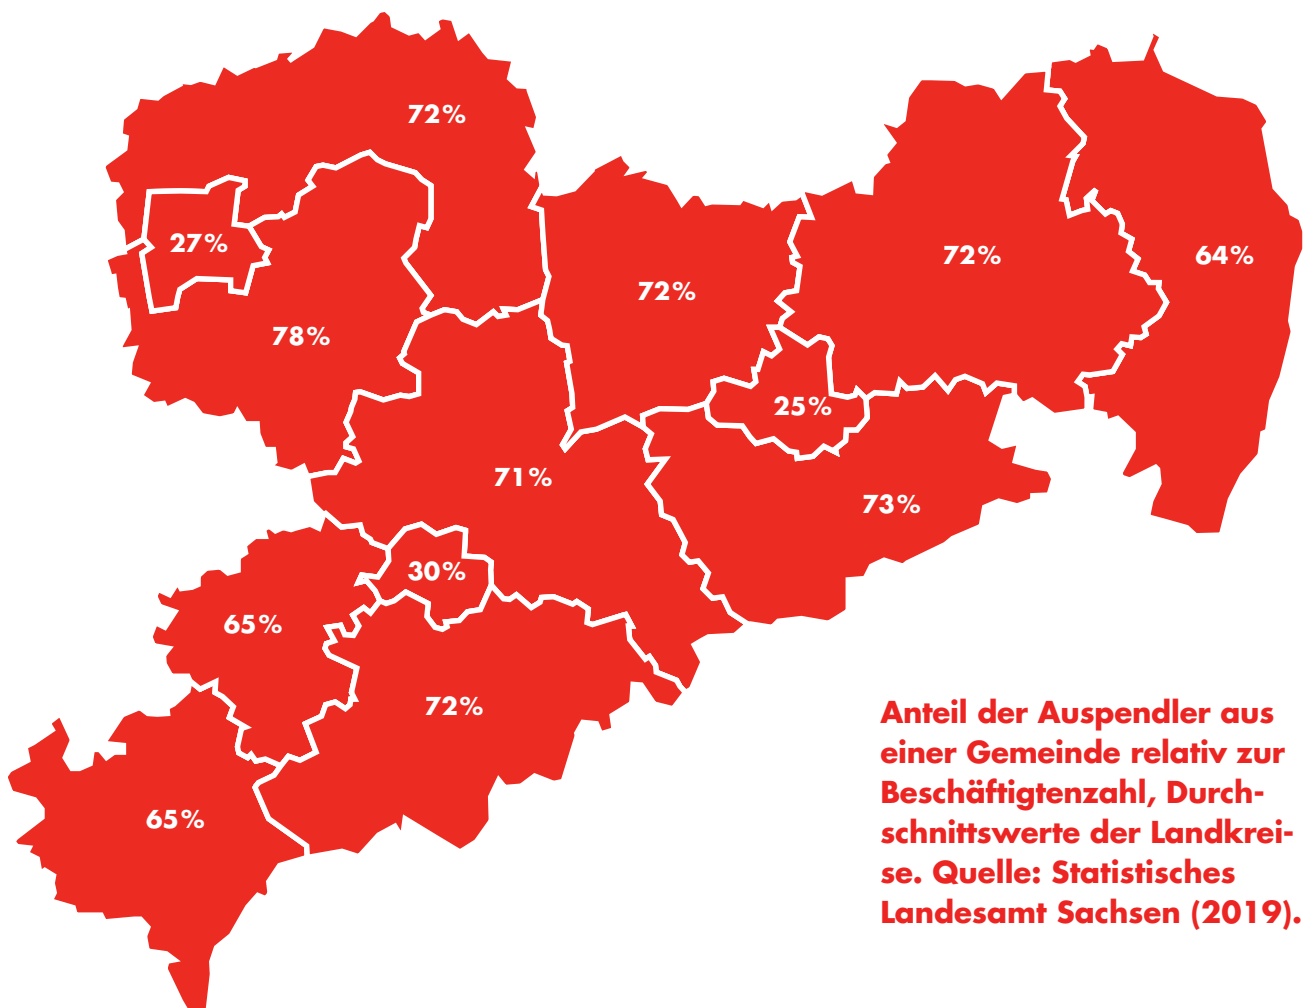 72%
27%
72%
64%
72%
78%
25%
71%
73%
30%
65%
72%
65%
Anteil der Auspendler aus
einer Gemeinde relativ zur
Beschäftigtenzahl, Durch-
schnittswerte der Landkrei-
se. Quelle: Statistisches
Landesamt Sachsen (2019).